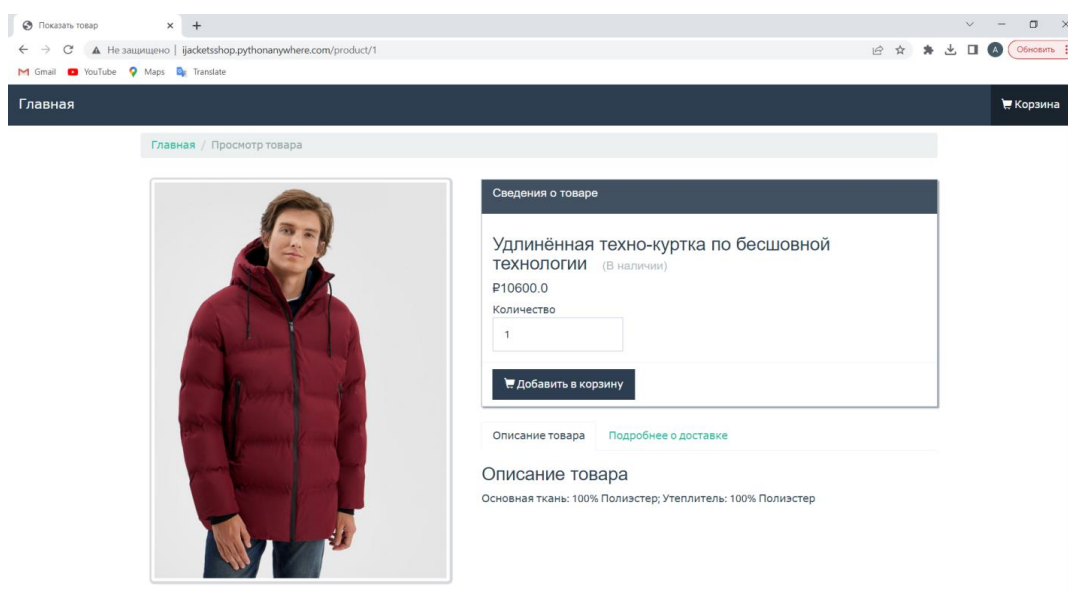 Показать товар
Не защищено | ijacketsshop.pythonanywhere.com/product/1
А
Обновить
Gmail YouTube Maps Translate
Главная
Корзина
Главная / Просмотр товара
Сведения о товаре
Удлинённая техно-куртка по бесшовной
технологии (В наличии)
₽10600.0
Количество
1
Добавить в корзину
Описание товара Подробнее о доставке
Описание товара
Основная ткань: 100% Полиэстер; Утеплитель: 100% Полиэстер